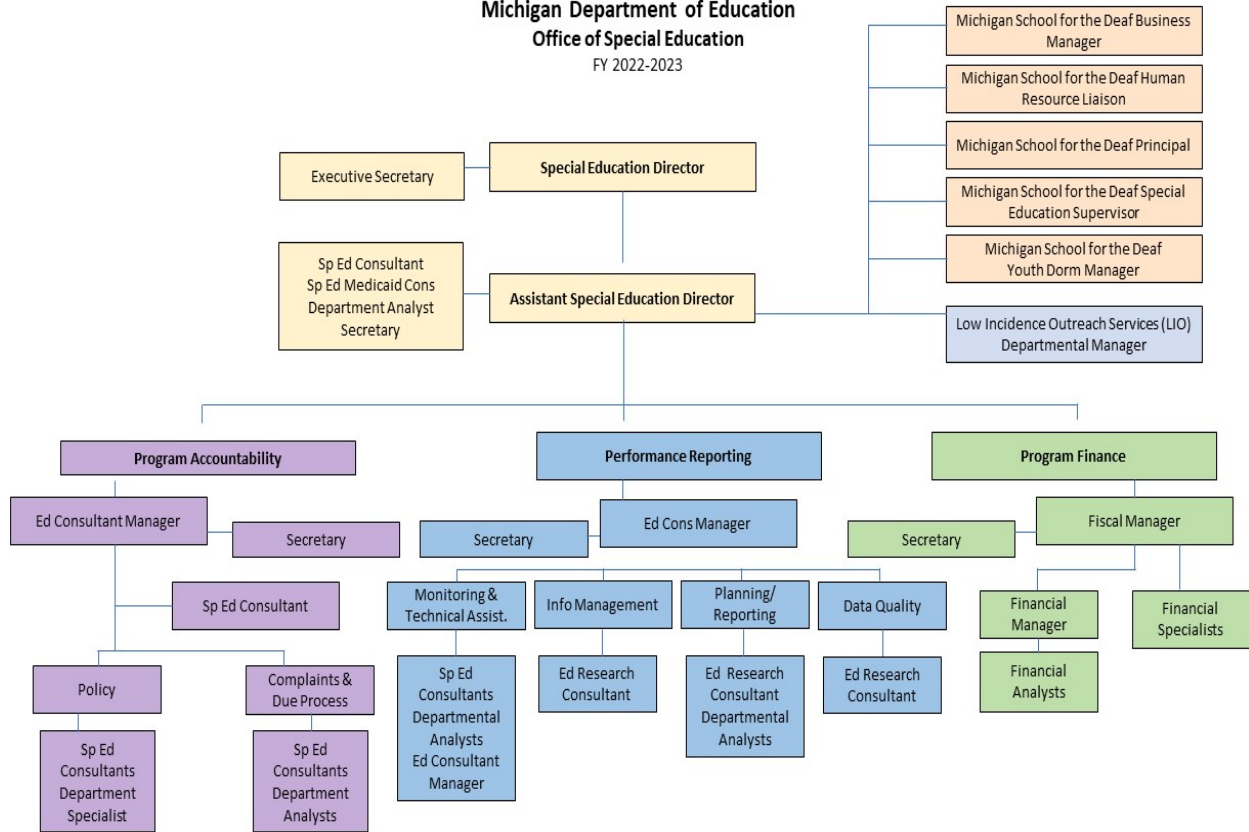 Michigan Department of Education
Office of Special Education
FY 2022-2023
Michigan School for the Deaf Business
Manager
Michigan School for the Deaf Human
Resource Liaison
Michigan School for the Deaf Principal
Michigan School for the Deaf Special
Education Supervisor
Michigan School for the Deaf
Youth Dorm Manager
Low Incidence Outreach Services (LIO)
Departmental Manager
Executive Secretary
Special Education Director
Sp Ed Consultant
Sp Ed Medicaid Cons
Department Analyst
Secretary
Assistant Special Education Director
Program Accountability
Ed Consultant Manager
Secretary
Sp Ed Consultant
Policy
Sp Ed
Consultants
Department
Specialist
Complaints &
Due Process
Sp Ed
Consultants
Department
Analysts
Performance Reporting
Ed Cons Manager
Secretary
Monitoring &
Technical Assist.
Sp Ed
Consultants
Departmental
Analysts
Ed Consultant
Manager
Info Management
Ed Research
Consultant
Planning/
Reporting
Ed Research
Consultant
Departmental
Analysts
Data Quality
Ed Research
Consultant
Program Finance
Fiscal Manager
Secretary
Financial
Manager
Financial
Analysts
Financial
Specialists